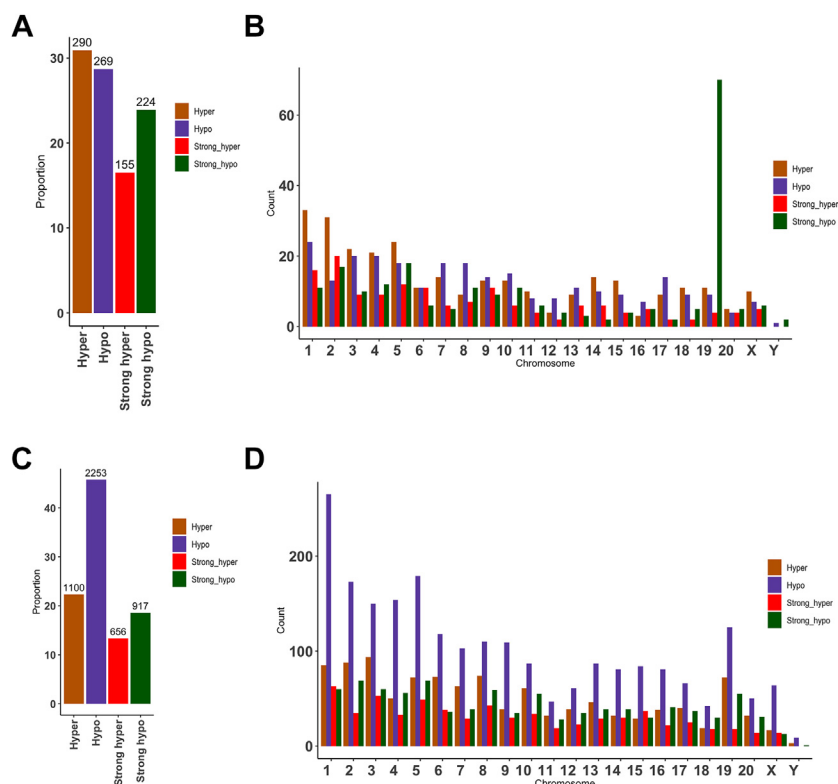 A
290
269
224
155
30
20
10
0
Proportion
Hyper
Hypo
Strong_hyper
Strong_hypo
Hyper
Hypo
Strong hyper
Strong hypo
B
60
40
20
0
Count
Hyper
Hypo
Strong_hyper
Strong_hypo
1 2 3 4 5 6 7 8 9 10 11 12 13 14 15 16 17 18 19 20 X Y
Chromosome
C
2253
1100
917
656
40
30
20
10
0
Proportion
Hyper
Hypo
Strong_hyper
Strong_hypo
Hyper
Hypo
Strong hyper
Strong hypo
D
200
100
0
Count
Hyper
Hypo
Strong_hyper
Strong_hypo
1 2 3 4 5 6 7 8 9 10 11 12 13 14 15 16 17 18 19 20 X Y
Chromosome